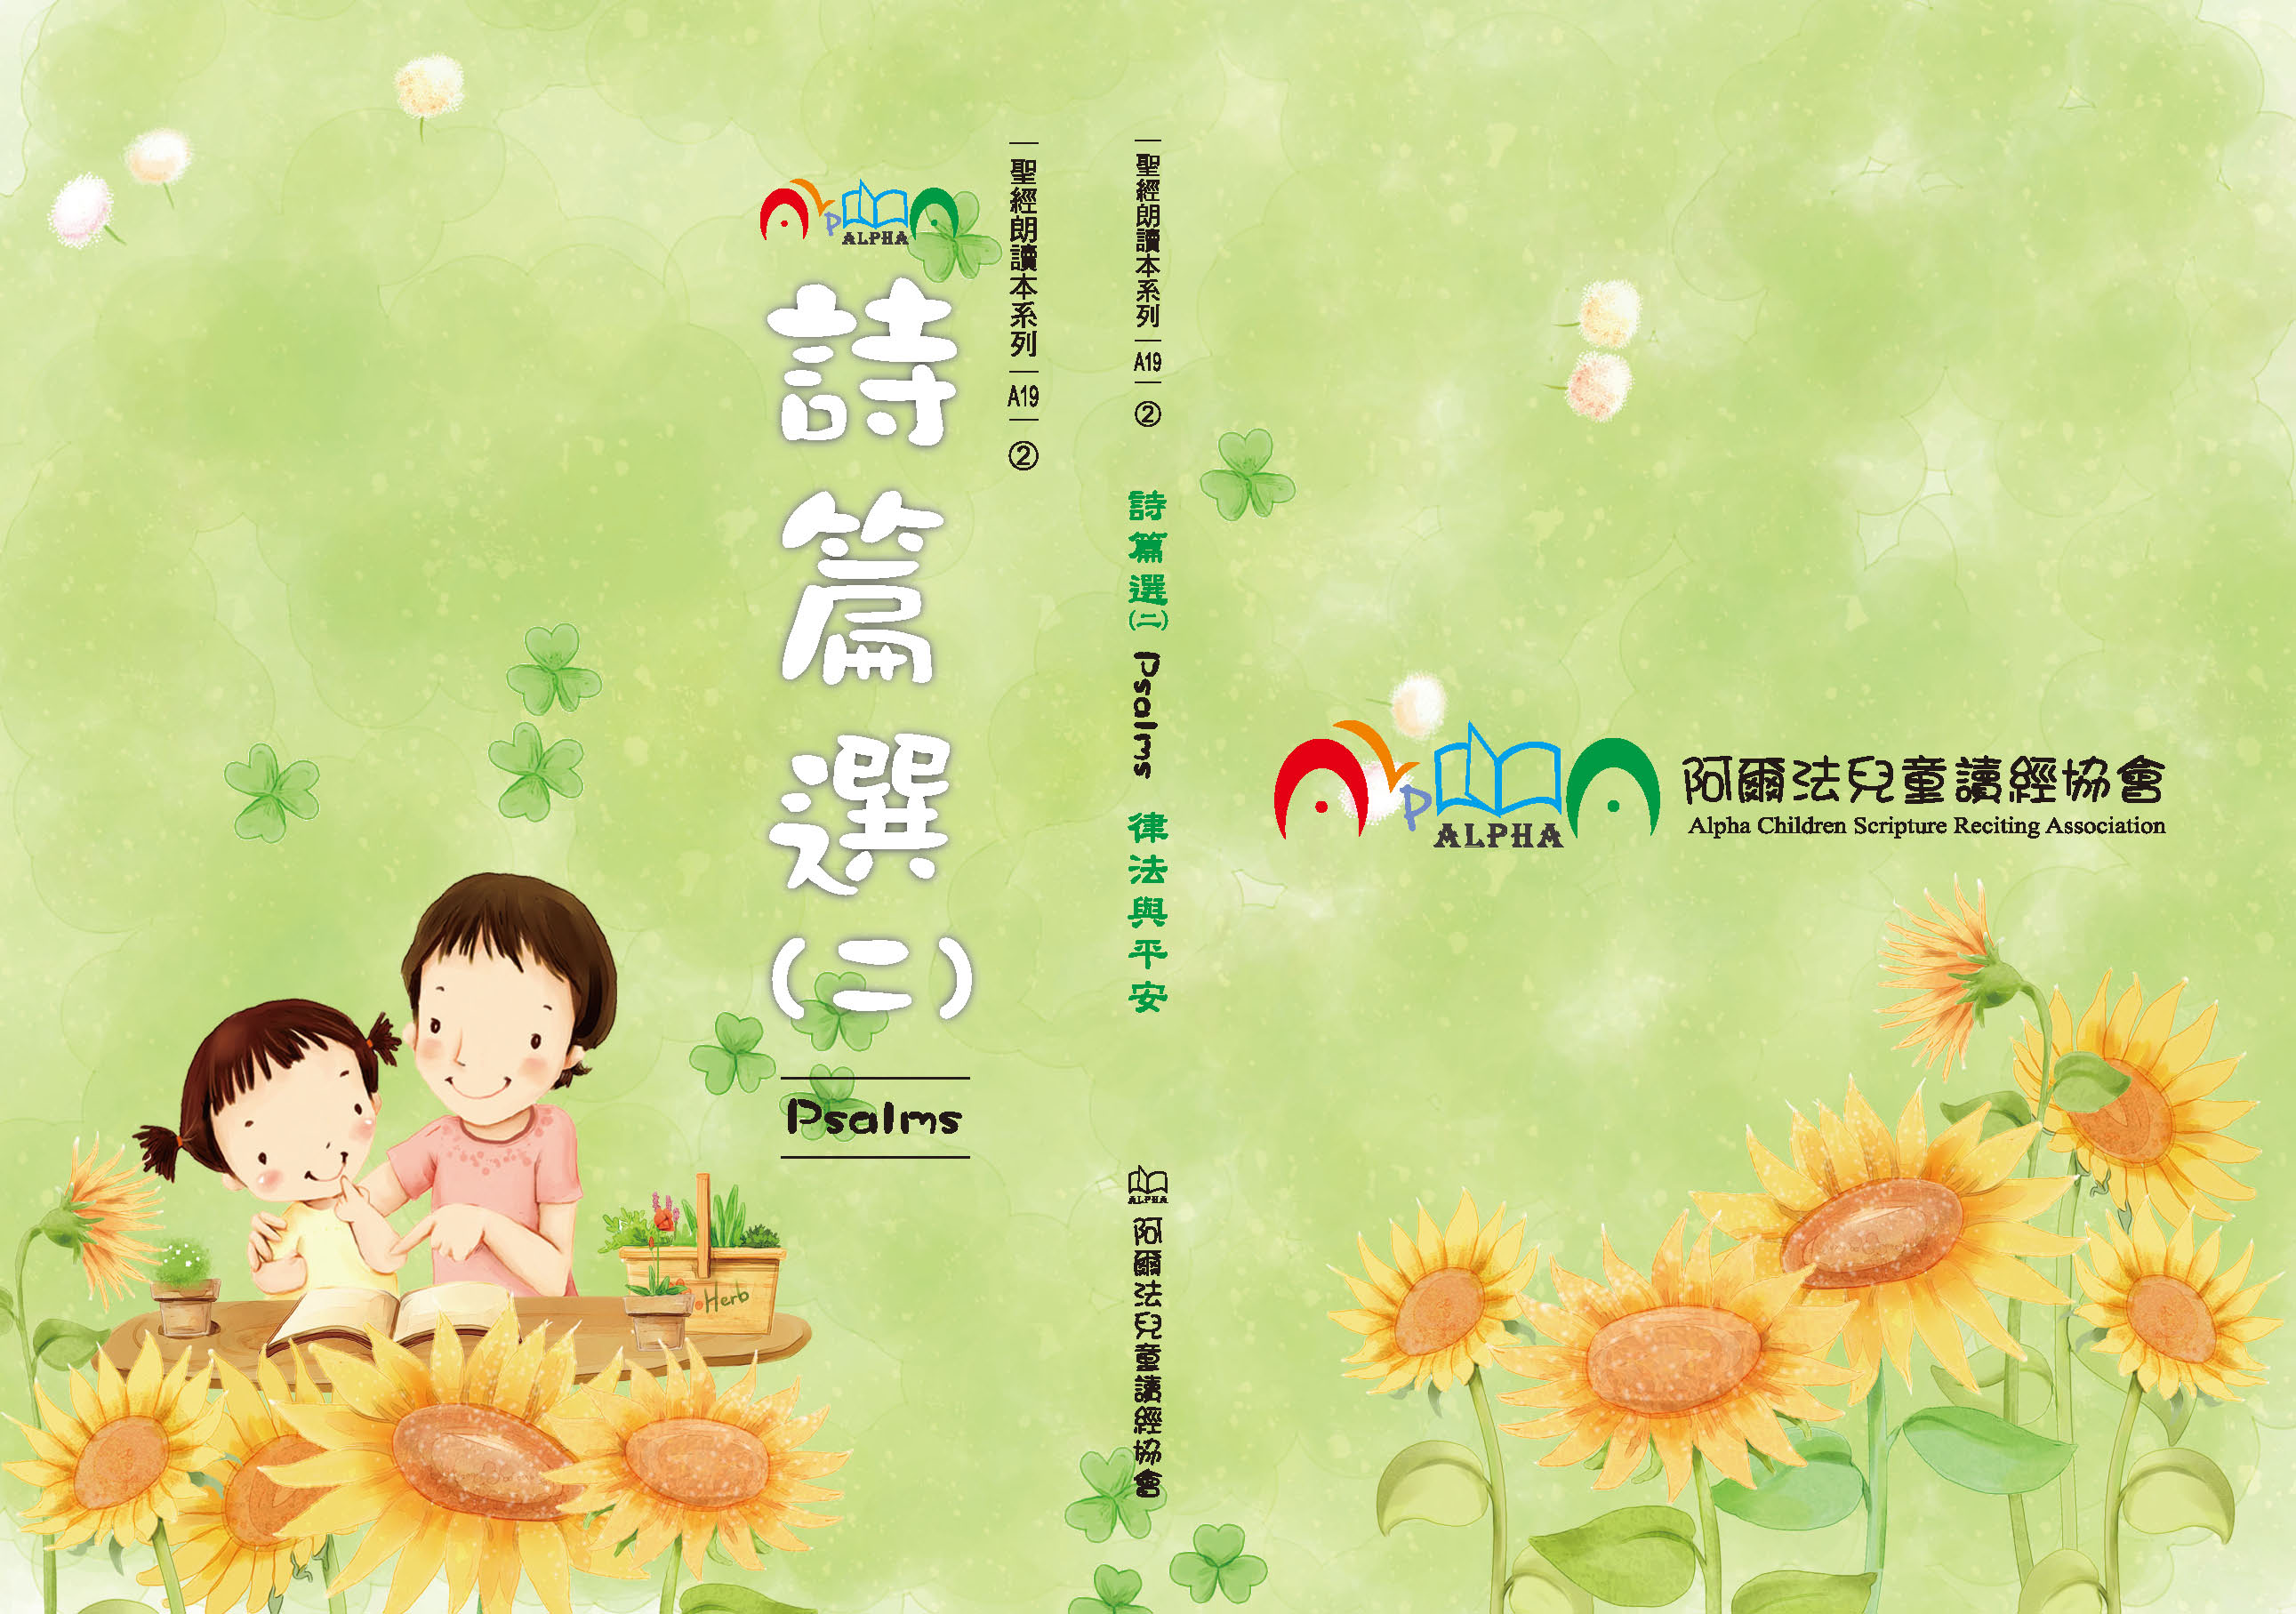 ALPHA
聖經朗讀本系列 A19 ②
詩篇選(二)
Psalms
Herb
聖經朗讀本系列 A19 ②
詩篇選(二) Psalms 律法與平安
ALPHA
阿爾法兒童讀經協會
P
ALPHA
阿爾法兒童讀經協會
Alpha Children Scripture Reciting Association